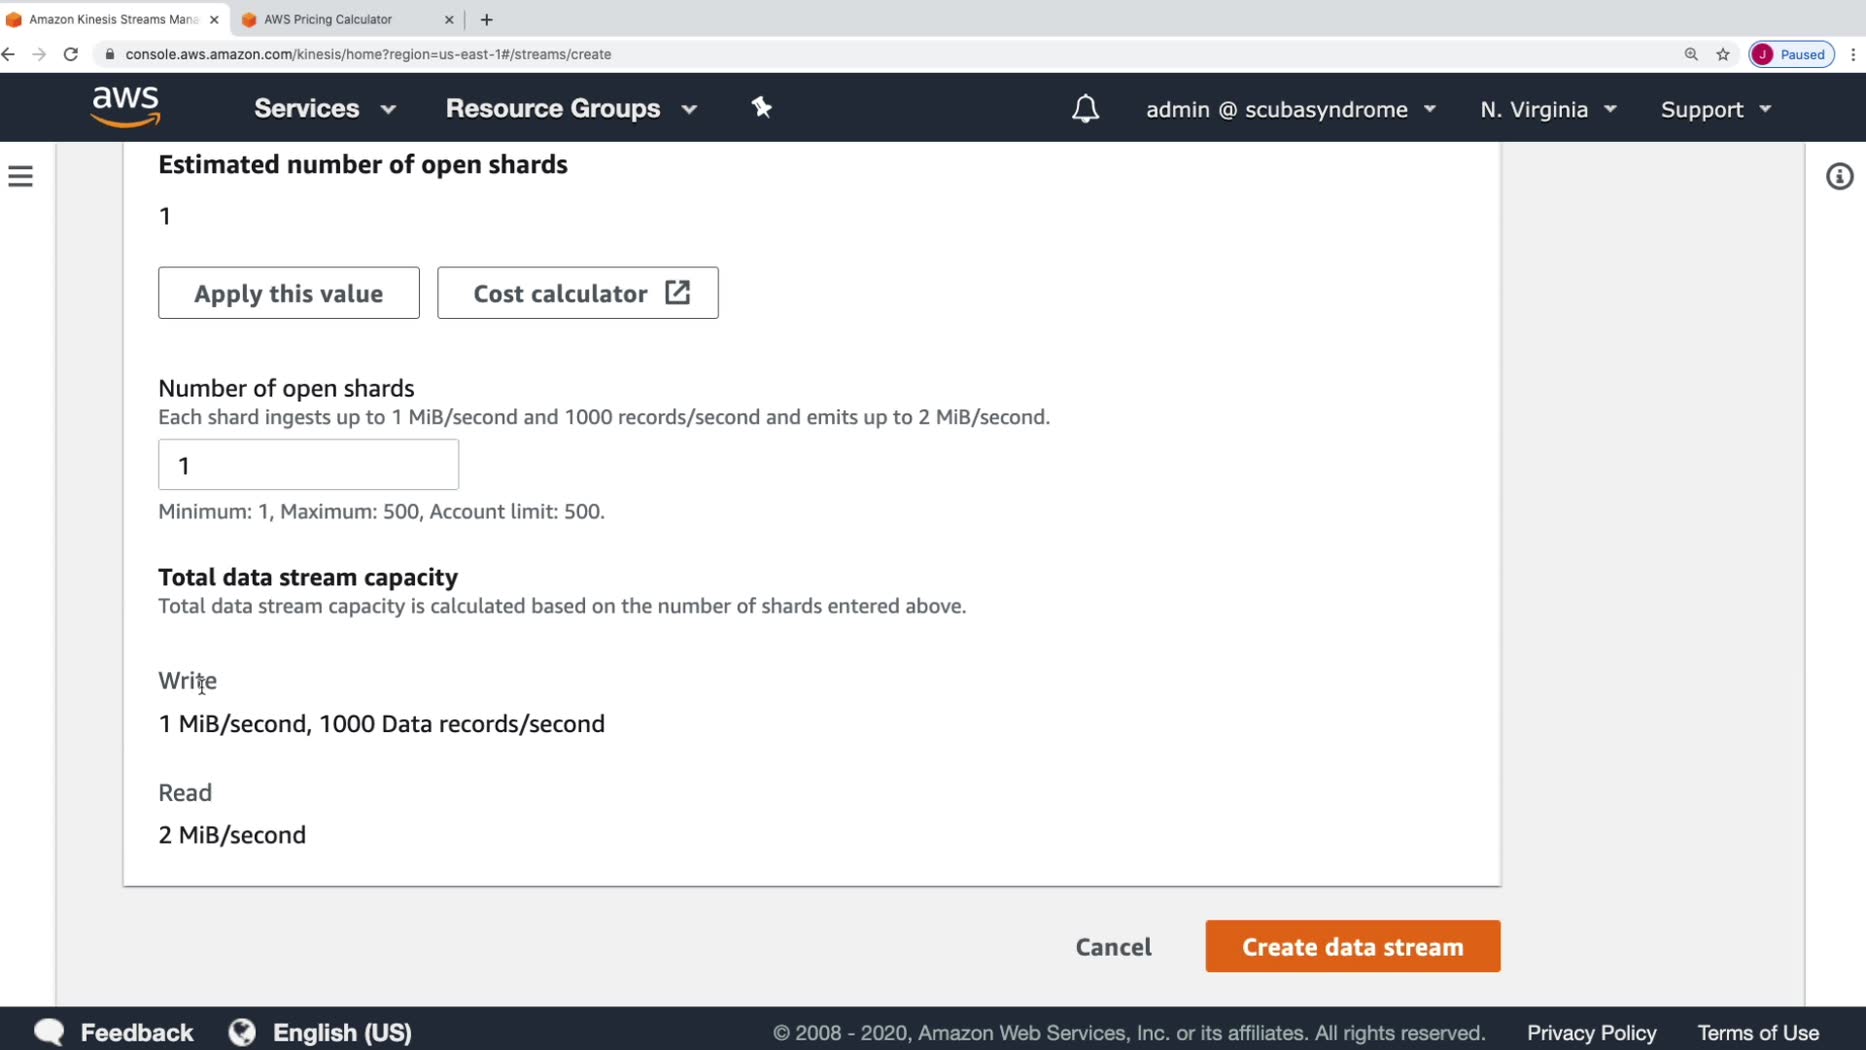 Amazon Kinesis Streams Mana
AWS Pricing Calculator
console.aws.amazon.com/kinesis/home?region=us-east-1#/streams/create
J Paused
aws Services Resource Groups admin @ scubasyndrome N. Virginia Support
Estimated number of open shards
1
Apply this value Cost calculator
Number of open shards
Each shard ingests up to 1 MiB/second and 1000 records/second and emits up to 2 MiB/second.
1
Minimum: 1, Maximum: 500, Account limit: 500.
Total data stream capacity
Total data stream capacity is calculated based on the number of shards entered above.
Write
1 MiB/second, 1000 Data records/second
Read
2 MiB/second
Cancel Create data stream
Feedback English (US) © 2008 - 2020, Amazon Web Services, Inc. or its affiliates. All rights reserved. Privacy Policy Terms of Use